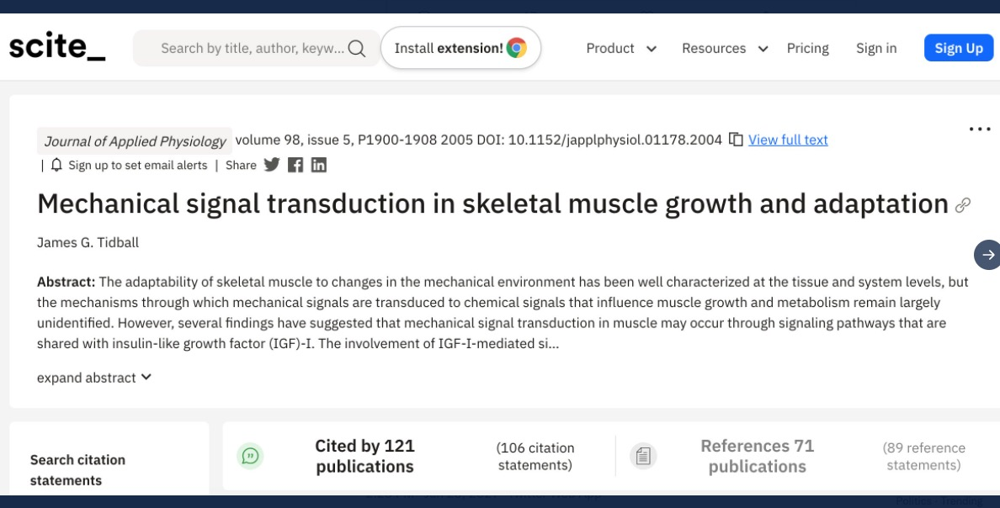 scite_
Search by title, author, keyw...
Install extension!
Product
Resources
Pricing
Sign in
Sign Up
Journal of Applied Physiology volume 98, issue 5, P1900-1908 2005 DOI: 10.1152/japplphysiol.01178.2004 View full text
| Sign up to set email alerts | Share
Mechanical signal transduction in skeletal muscle growth and adaptation
James G. Tidball
Abstract: The adaptability of skeletal muscle to changes in the mechanical environment has been well characterized at the tissue and system levels, but
the mechanisms through which mechanical signals are transduced to chemical signals that influence muscle growth and metabolism remain largely
unidentified. However, several findings have suggested that mechanical signal transduction in muscle may occur through signaling pathways that are
shared with insulin-like growth factor (IGF)-I. The involvement of IGF-I-mediated si...
expand abstract
Search citation
statements
Cited by 121
publications
(106 citation
statements)
References 71
publications
(89 reference
statements)
Politics · Trending